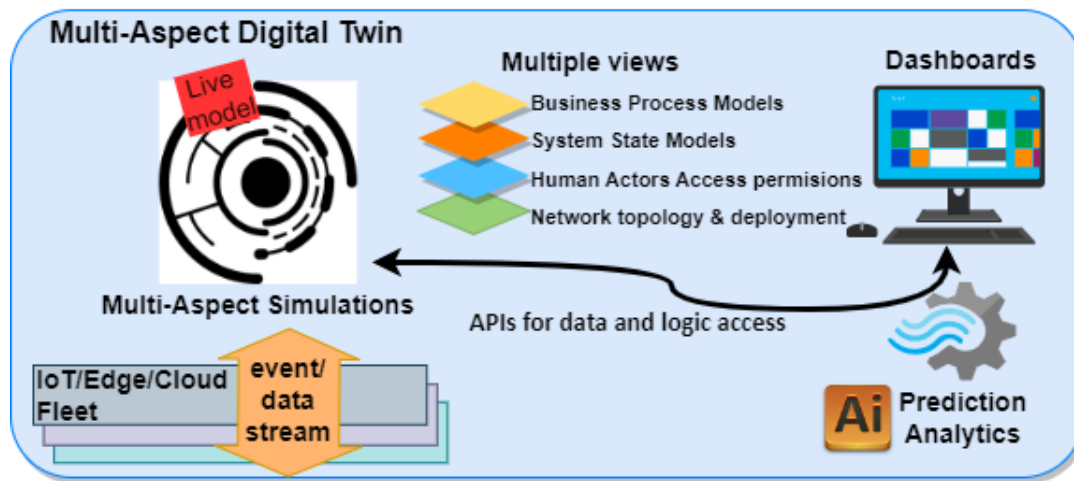 Multi-Aspect Digital Twin
Live
model
Multi-Aspect Simulations
Multiple views
Business Process Models
System State Models
Human Actors Access permisions
Network topology & deployment
Dashboards
APIs for data and logic access
IoT/Edge/Cloud
Fleet
event/
data
stream
Ai
Prediction
Analytics